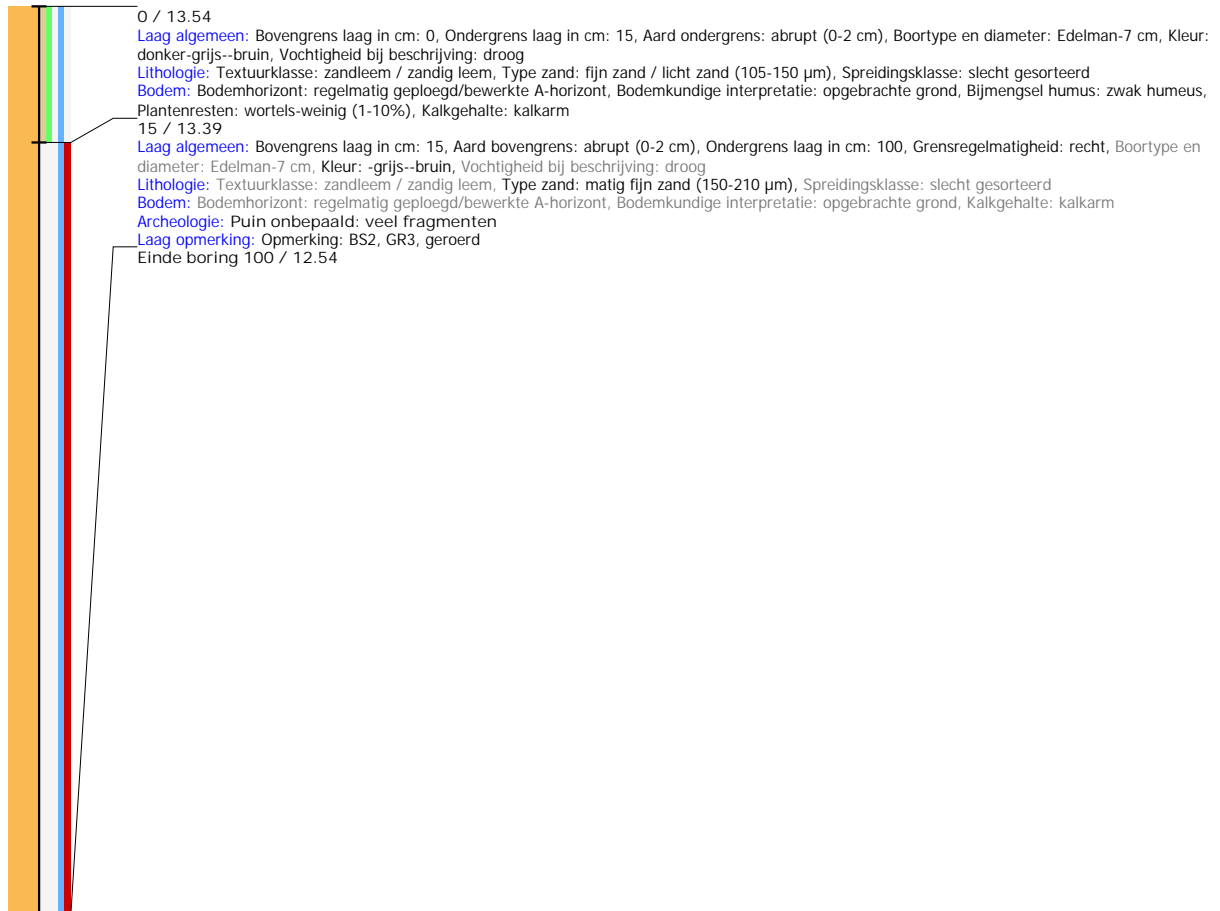 0 / 13.54
Laag algemeen: Bovengrens laag in cm: 0, Ondergrens laag in cm: 15, Aard ondergrens: abrupt (0-2 cm), Boortype en diameter: Edelman-7 cm, Kleur:
donker-grijs--bruin, Vochtigheid bij beschrijving: droog
Lithologie: Textuurklasse: zandleem / zandig leem, Type zand: fijn zand / licht zand (105-150 µm), Spreidingsklasse: slecht gesorteerd
Bodem: Bodemhorizont: regelmatig geploegd/bewerkte A-horizont, Bodemkundige interpretatie: opgebrachte grond, Bijmengsel humus: zwak humeus,
Plantenresten: wortels-weinig (1-10%), Kalkgehalte: kalkarm
15 / 13.39
Laag algemeen: Bovengrens laag in cm: 15, Aard bovengrens: abrupt (0-2 cm), Ondergrens laag in cm: 100, Grensregelmatigheid: recht, Boortype en
diameter: Edelman-7 cm, Kleur: -grijs--bruin, Vochtigheid bij beschrijving: droog
Lithologie: Textuurklasse: zandleem / zandig leem, Type zand: matig fijn zand (150-210 µm), Spreidingsklasse: slecht gesorteerd
Bodem: Bodemhorizont: regelmatig geploegd/bewerkte A-horizont, Bodemkundige interpretatie: opgebrachte grond, Kalkgehalte: kalkarm
Archeologie: Puin onbepaald: veel fragmenten
Laag opmerking: Opmerking: BS2, GR3, geroerd
Einde boring 100 / 12.54